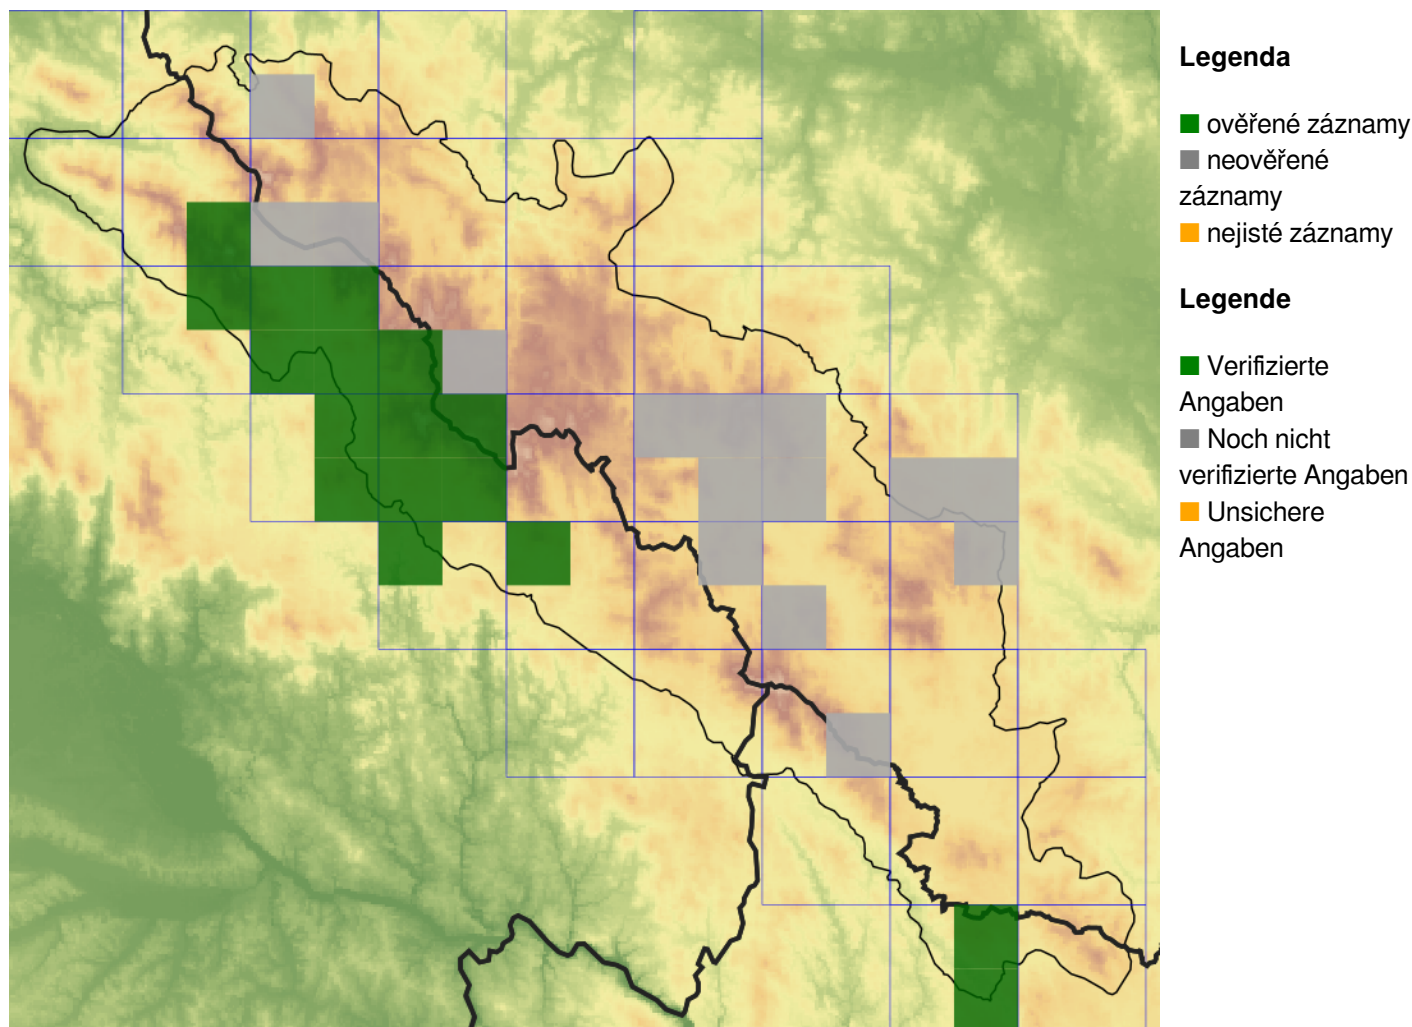 Legenda
ověřené záznamy
neověřené
záznamy
nejisté záznamy
Legende
Verifizierte
Angaben
Noch nicht
verifizierte Angaben
Unsichere
Angaben